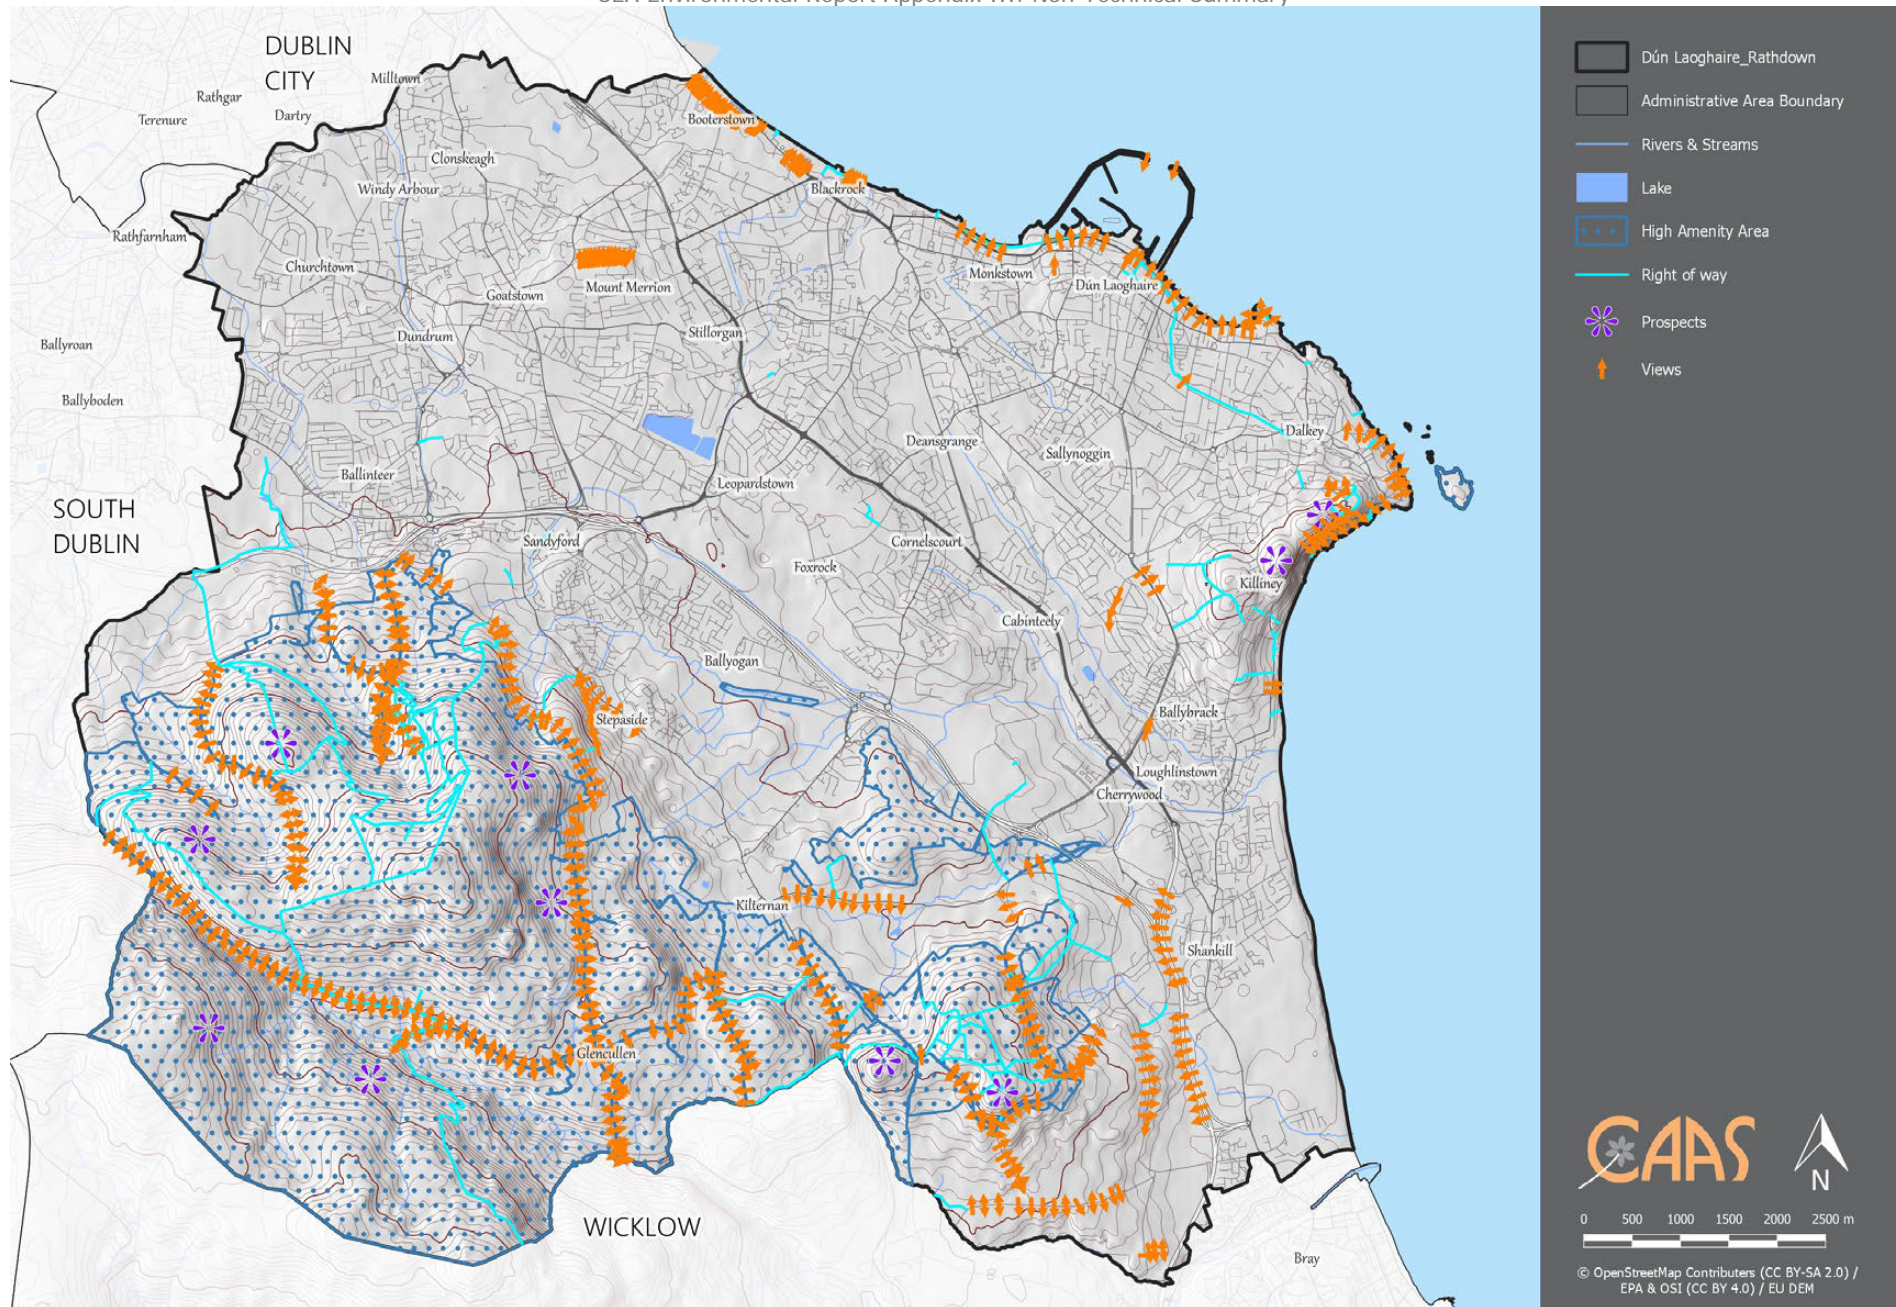 DUBLIN
CITY
Milltown
Rathgar
Terenure
Dartry
Booterstown
Clonskeagh
Windy Arbour
Blackrock
Rathfarnham
Churchtown
Mount Merrion
Goatstown
Monkstown
Dún Laoghaire
Stillorgan
Dundrum
Ballyroan
Ballyboden
Deansgrange
Dalkey
Sallynoggin
Ballinteer
Leopardstown
SOUTH
DUBLIN
Sandyford
Cornelscourt
Foxrock
Killiney
Cabinteely
Ballyogan
Stepaside
Ballybrack
Loughlinstown
Cherrywood
Kilternan
Shankill
Glencullen
WICKLOW
Bray
Dún Laoghaire_Rathdown
Administrative Area Boundary
Rivers & Streams
Lake
High Amenity Area
Right of way
Prospects
Views
CAAS
N
0 500 1000 1500 2000 2500 m
© OpenStreetMap Contributers (CC BY-SA 2.0) /
EPA & OSI (CC BY 4.0) / EU DEM